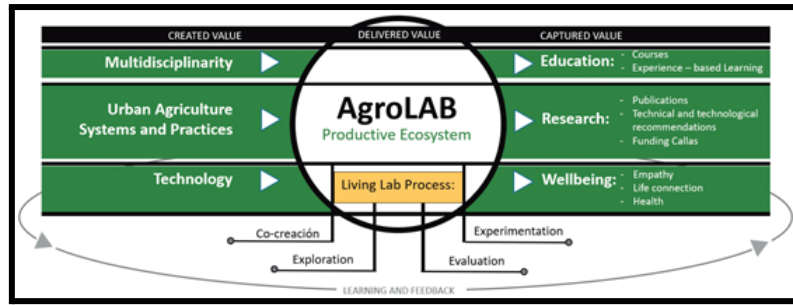 CREATED VALUE
DELIVERED VALUE
CAPTURED VALUE
Multidisciplinarity
Education:
- Courses
- Experience – based Learning
Urban Agriculture
Systems and Practices
AgroLAB
Productive Ecosystem
Research:
- Publications
- Technical and technological
recommendations
- Funding Callas
Technology
Living Lab Process:
Wellbeing:
- Empathy
- Life connection
- Health
Co-creación
Experimentation
Exploration
Evaluation
LEARNING AND FEEDBACK